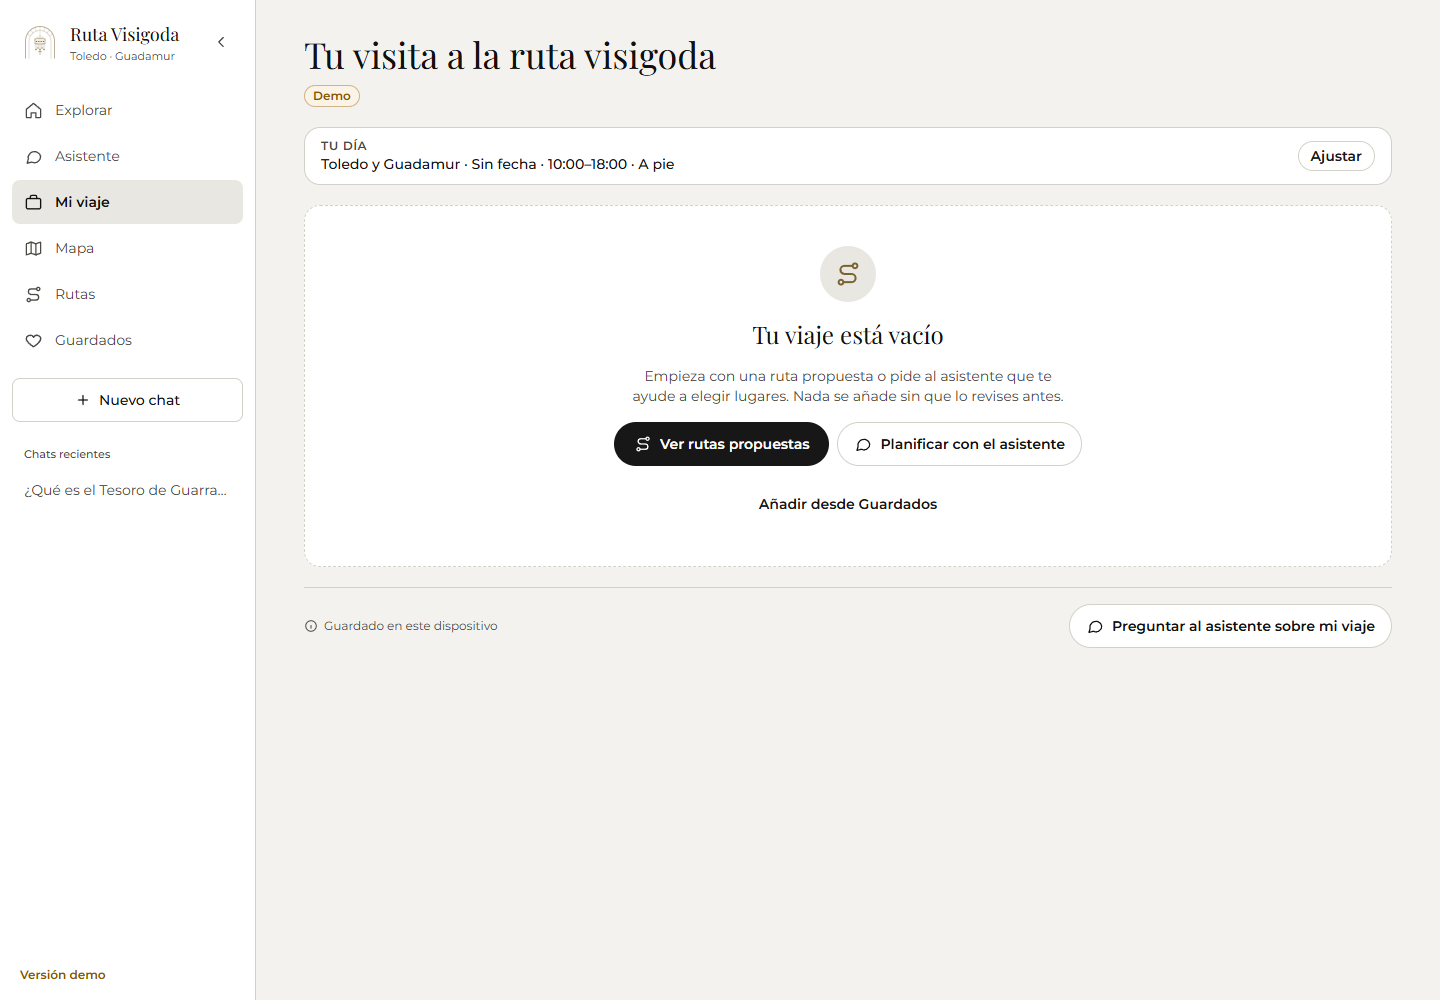 Ruta Visigoda
Toledo · Guadamur
Explorar
Asistente
Mi viaje
Mapa
Rutas
Guardados
Nuevo chat
Chats recientes
¿Qué es el Tesoro de Guarra...
Versión demo
Tu visita a la ruta visigoda
Demo
TU DÍA
Toledo y Guadamur · Sin fecha · 10:00–18:00 · A pie
Ajustar
Tu viaje está vacío
Empieza con una ruta propuesta o pide al asistente que te
ayude a elegir lugares. Nada se añade sin que lo revises antes.
Ver rutas propuestas
Planificar con el asistente
Añadir desde Guardados
Guardado en este dispositivo
Preguntar al asistente sobre mi viaje